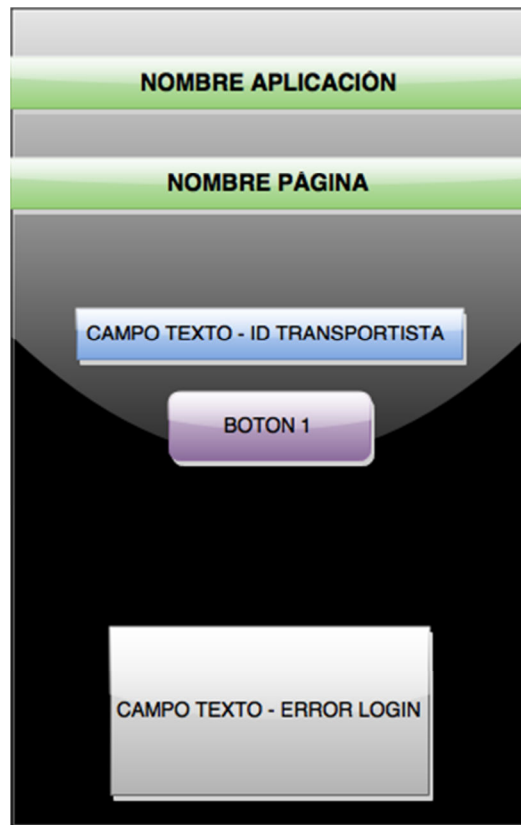 NOMBRE APLICACIÓN
NOMBRE PÁGINA
CAMPO TEXTO - ID TRANSPORTISTA
BOTON 1
CAMPO TEXTO - ERROR LOGIN